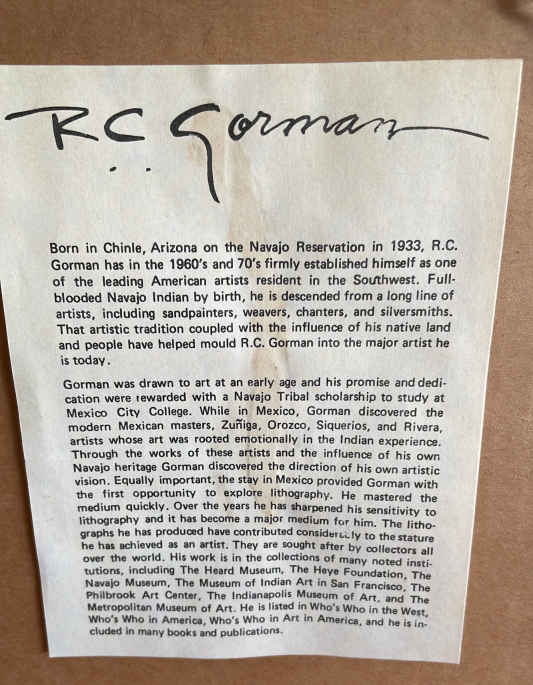 R.C. Gorman
Born in Chinle, Arizona on the Navajo Reservation in 1933, R.C.
Gorman has in the 1960's and 70's firmly established himself as one
of the leading American artists resident in the Southwest. Full-
blooded Navajo Indian by birth, he is descended from a long line of
artists, including sandpainters, weavers, chanters, and silversmiths.
That artistic tradition coupled with the influence of his native land
and people have helped mould R.C. Gorman into the major artist he
is today.
Gorman was drawn to art at an early age and his promise and dedi-
cation were rewarded with a Navajo Tribal scholarship to study at
Mexico City College. While in Mexico, Gorman discovered the
modern Mexican masters, Zuñiga, Orozco, Siquerios, and Rivera,
artists whose art was rooted emotionally in the Indian experience.
Through the works of these artists and the influence of his own
Navajo heritage Gorman discovered the direction of his own artistic
vision. Equally important, the stay in Mexico provided Gorman with
the first opportunity to explore lithography. He mastered the
medium quickly. Over the years he has sharpened his sensitivity to
lithography and it has become a major medium for him. The litho-
graphs he has produced have contributed considerably to the stature
he has achieved as an artist. They are sought after by collectors all
over the world. His work is in the collections of many noted insti-
tutions, including The Heard Museum, The Heye Foundation, The
Navajo Museum, The Museum of Indian Art in San Francisco, The
Philbrook Art Center, The Indianapolis Museum of Art, and The
Metropolitan Museum of Art. He is listed in Who's Who in the West,
Who's Who in America, Who's Who in Art in America, and he is in-
cluded in many books and publications.